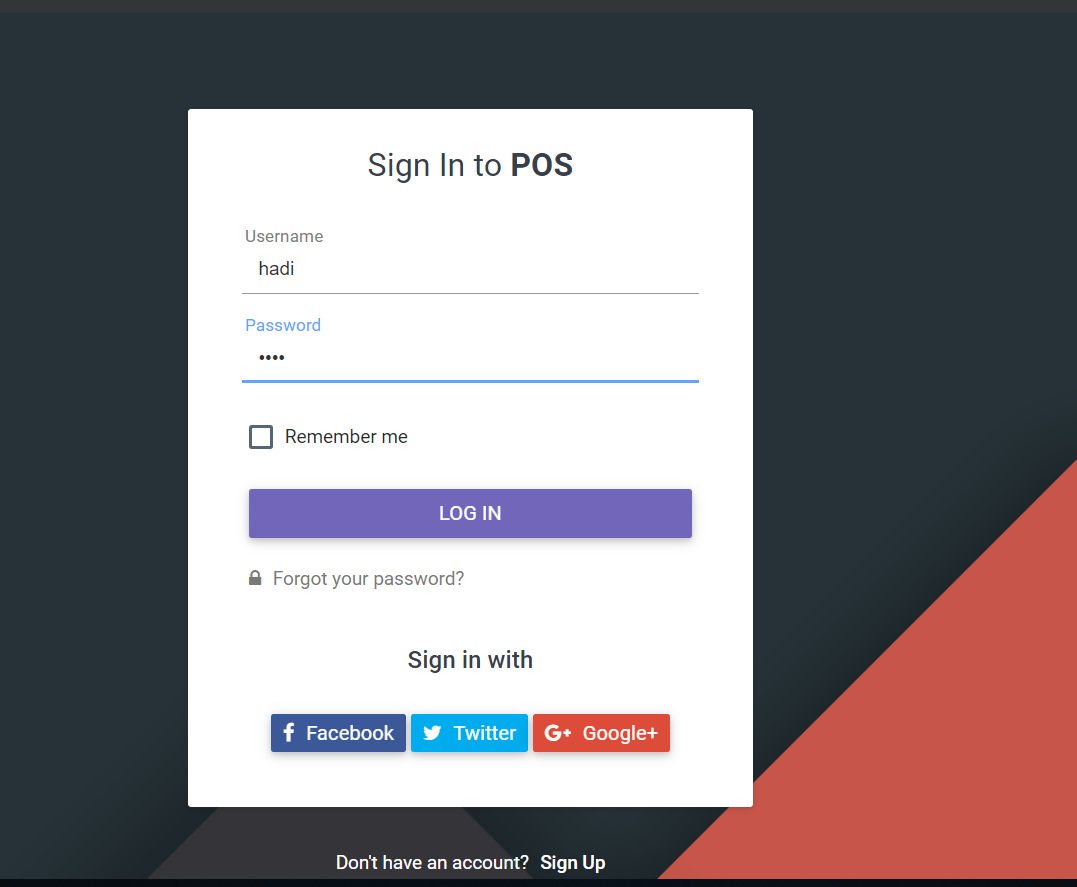 Sign In to POS
Username
hadi
Password
••••
Remember me
LOG IN
Forgot your password?
Sign in with
Facebook Twitter G+ Google+
Don't have an account? Sign Up